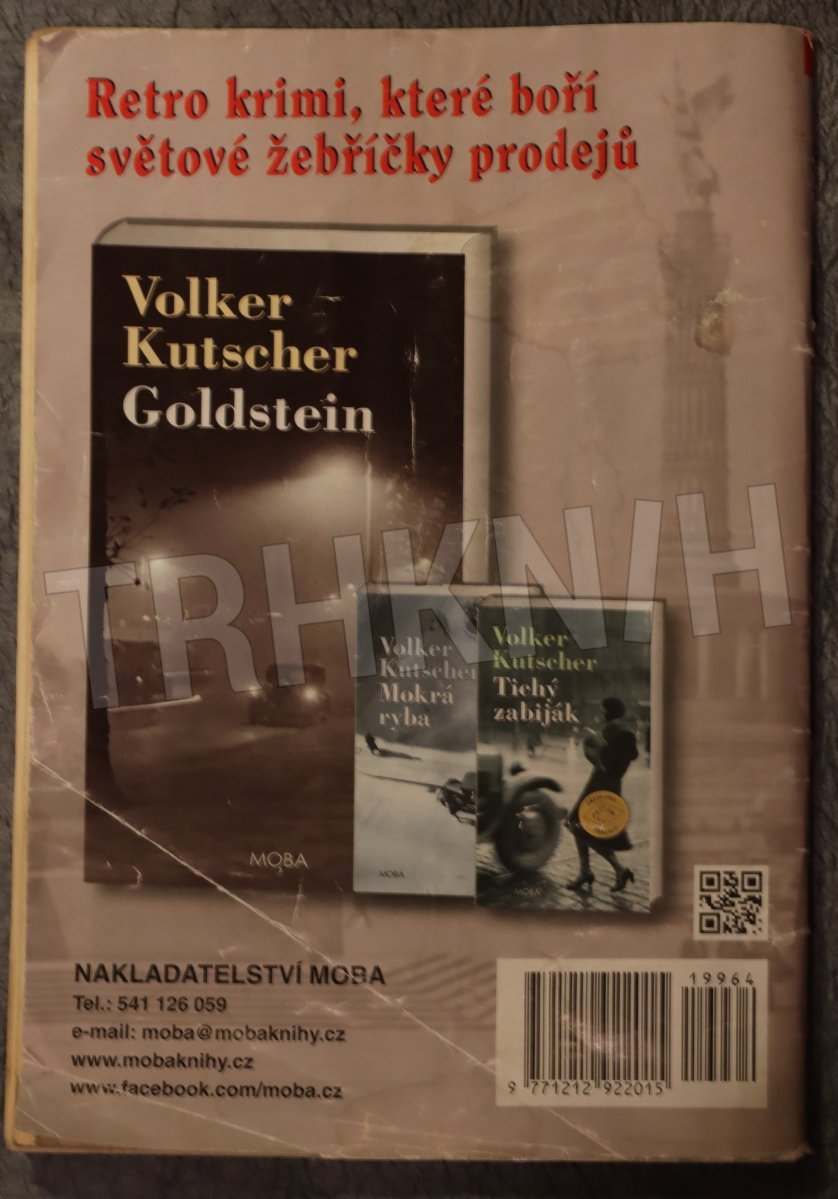 Retro krimi, které boří
světové žebříčky prodejů
Volker
Kutscher
Goldstein
MOBA
Volker
Kutscher
Mokrá
ryba
MOBA
Volker
Kutscher
Tichý
zabiják
MOBA
TRHKNIH
NAKLADATELSTVÍ MOBA
Tel.: 541 126 059
e-mail: moba@mobaknihy.cz
www.mobaknihy.cz
www.facebook.com/moba.cz
19964
9 771212 922015